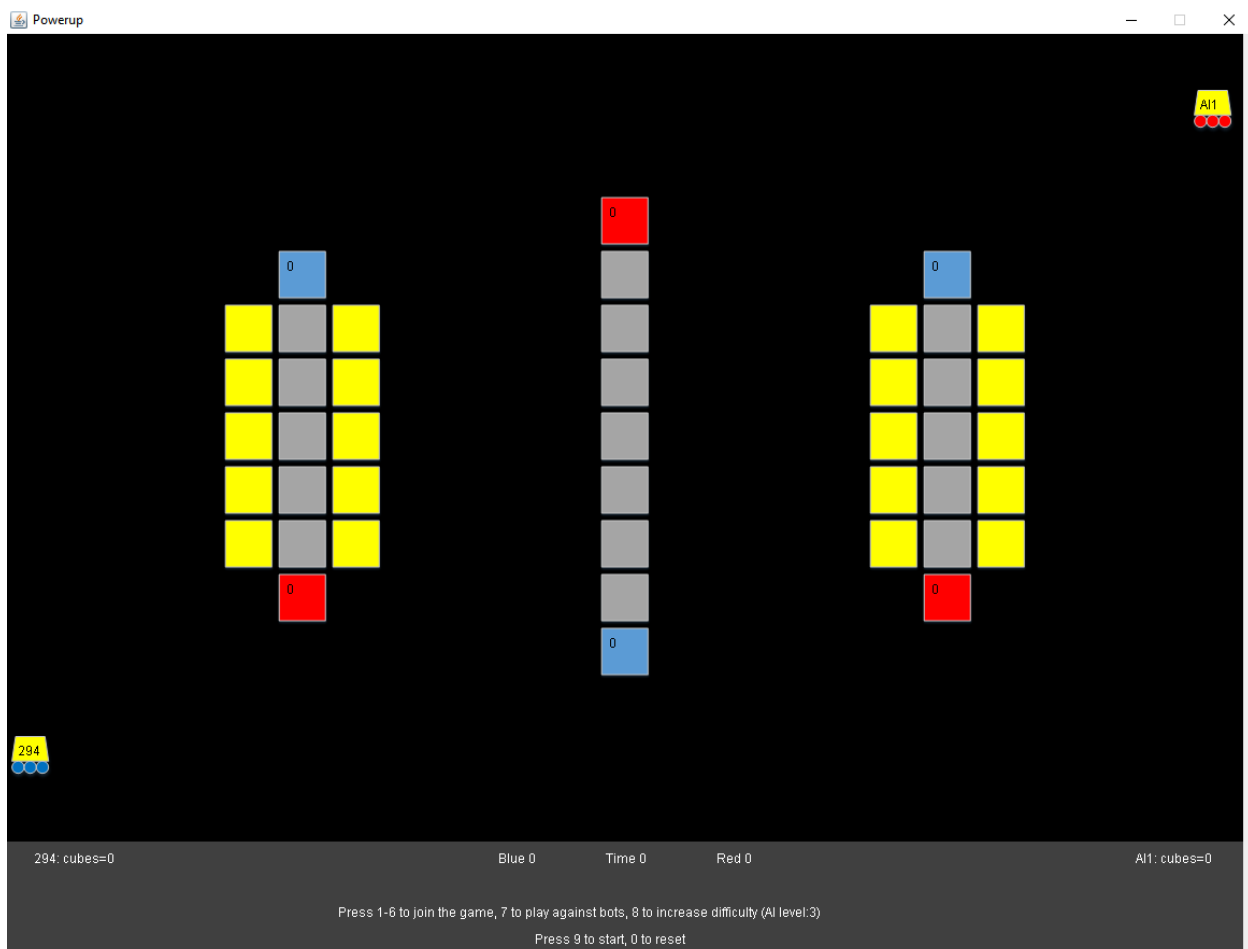 Powerup
AI1
0
0
0
0
0
0
294
294: cubes=0
Blue 0
Time 0
Red 0
AI1: cubes=0
Press 1-6 to join the game, 7 to play against bots, 8 to increase difficulty (AI level:3)
Press 9 to start, 0 to reset